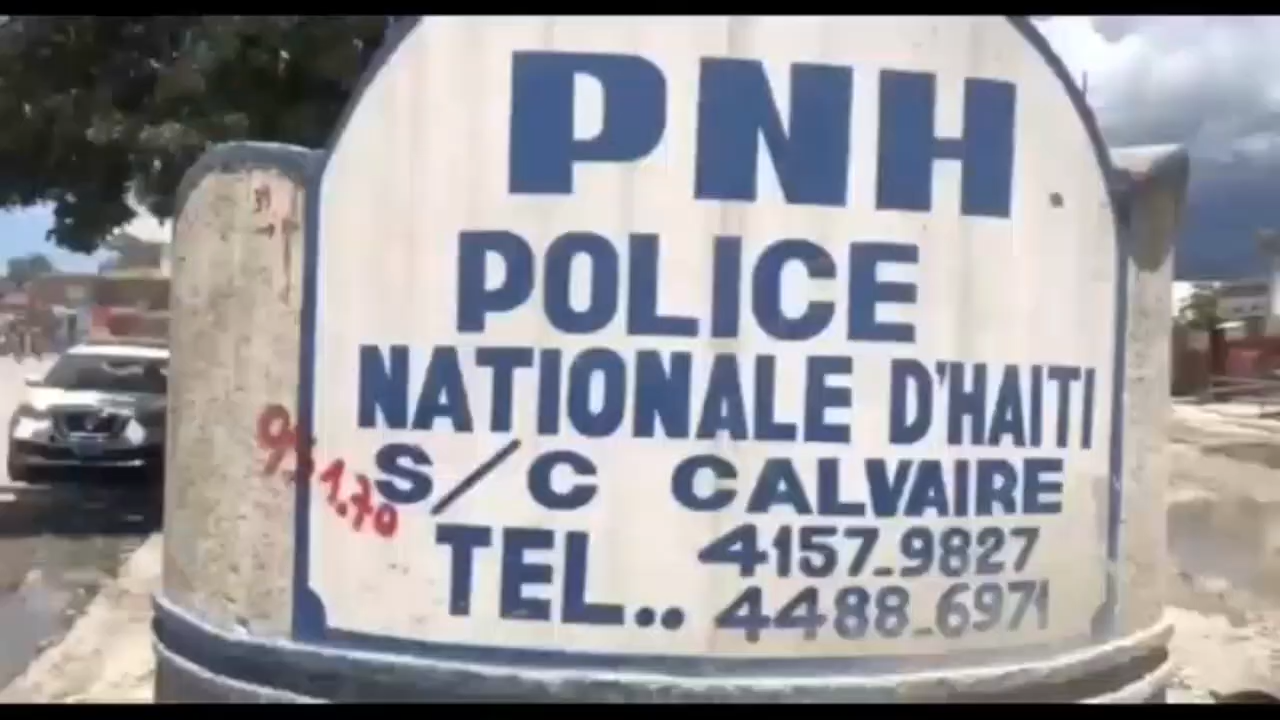 PNH
POLICE
NATIONALE D'HAITI
S/C CALVAIRE
TEL.. 4157-9827
4488-6971